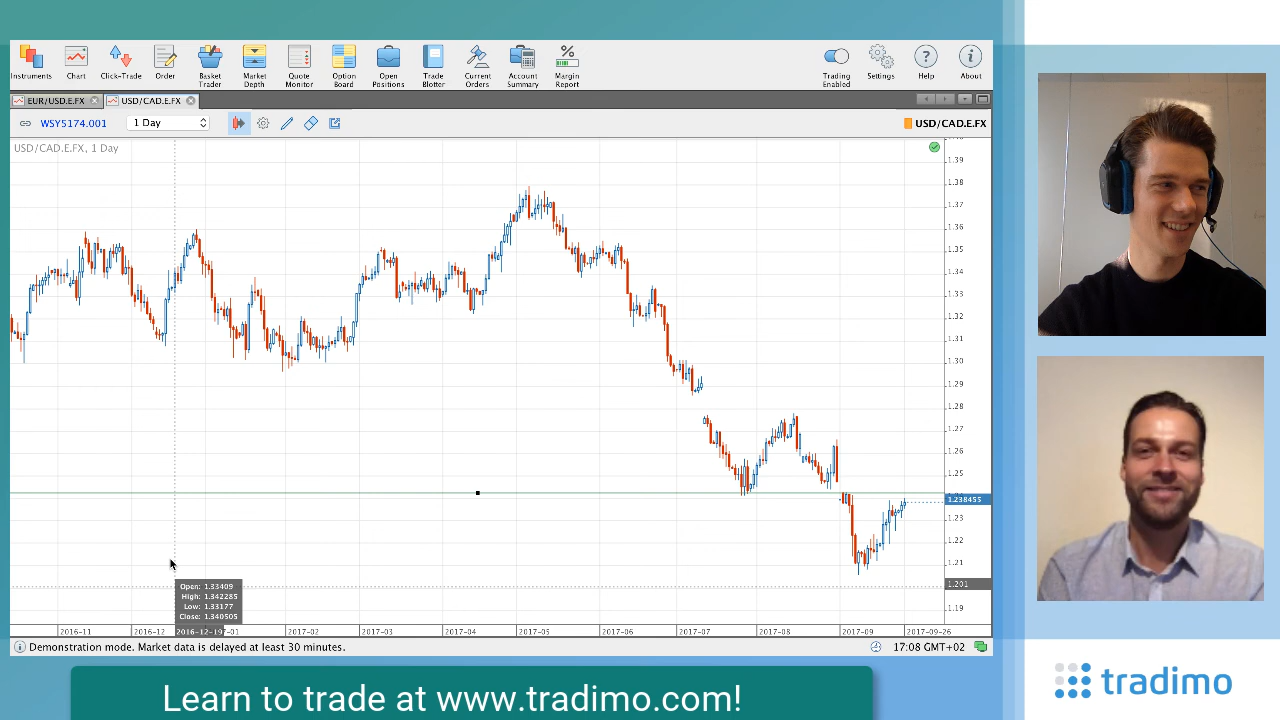 Instruments
Chart
Click-Trade
Order
Basket Trader
Market Depth
Quote Monitor
Option Board
Open Positions
Trade Blotter
Current Orders
Account Summary
%
Margin Report
Trading Enabled
Settings
Help
About
EUR/USD.E.FX
USD/CAD.E.FX
WSY5174.001
1 Day
USD/CAD.E.FX
USD/CAD.E.FX, 1 Day
1.39
1.38
1.37
1.36
1.35
1.34
1.33
1.32
1.31
1.30
1.29
1.28
1.27
1.26
1.25
1.238455
1.23
1.22
1.21
1.201
1.19
Open: 1.33409
High: 1.342285
Low: 1.33177
Close: 1.340505
2016-11
2016-12
2016-12-19
-01
2017-02
2017-03
2017-04
2017-05
2017-06
2017-07
2017-08
2017-09
2017-09-26
Demonstration mode. Market data is delayed at least 30 minutes.
17:08 GMT+02
Learn to trade at www.tradimo.com!
tradimo